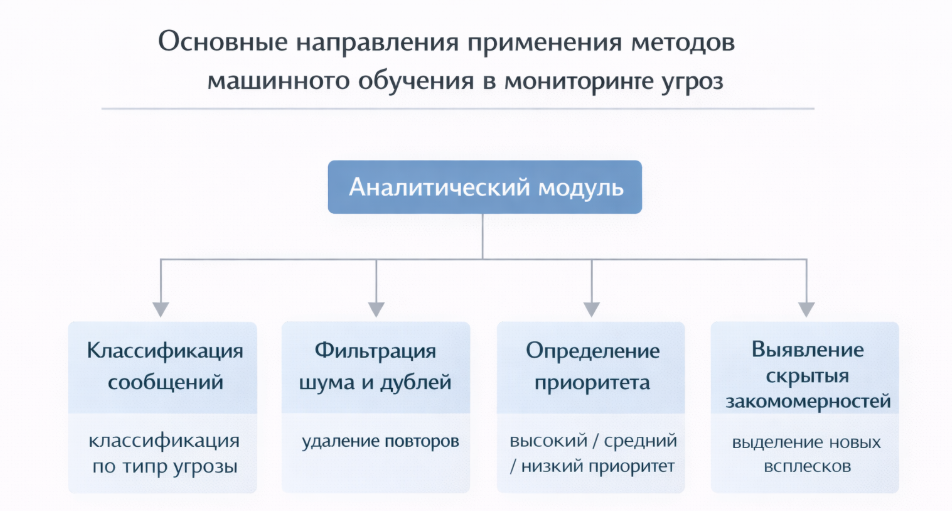 Основные направления применения методов
машинного обучения в мониторинге угроз
Аналитический модуль
Классификация
сообщений
классификация
по типр угрозы
Фильтрация
шума и дублей
удаление повторов
Определение
приоритета
высокий / средний
/ низкий приоритет
Выявление
скрытыя
закомомерностей
выделение новых
всплесков